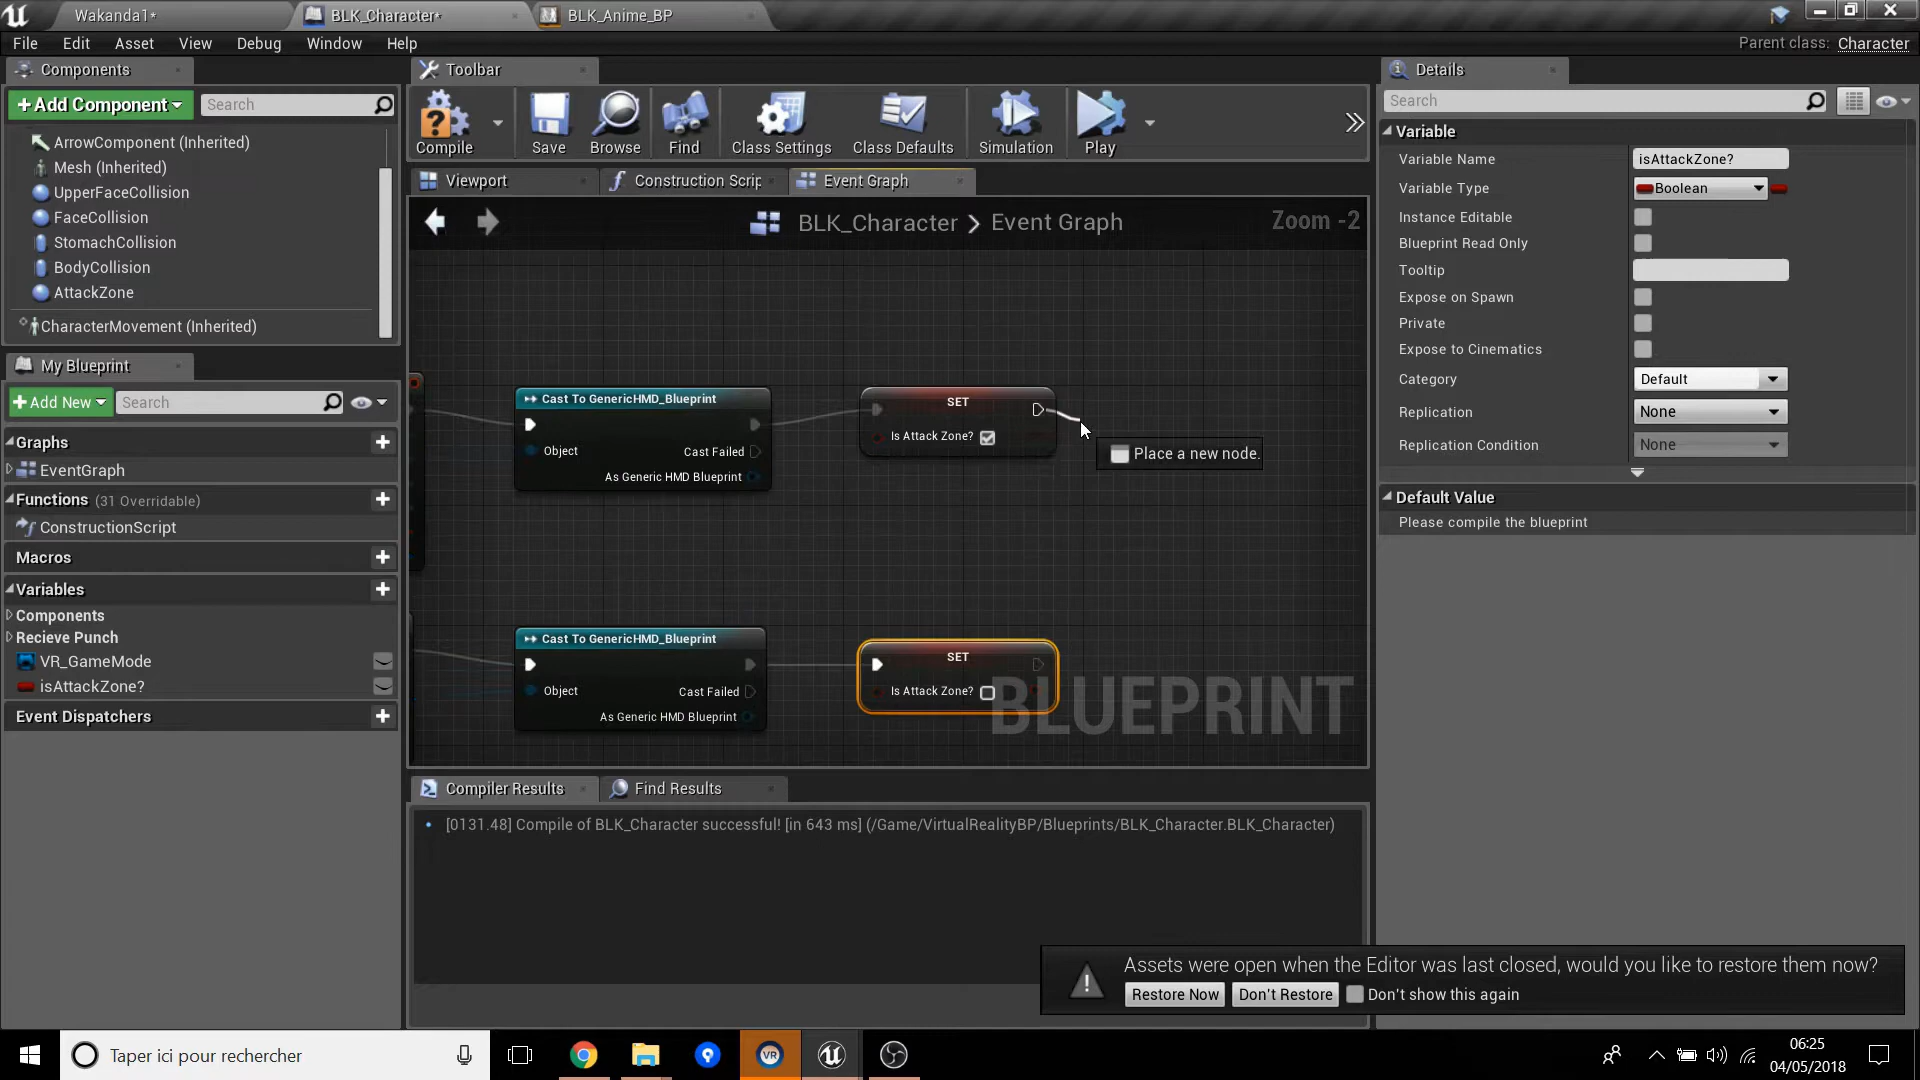 Wakanda1*
BLK_Character*
BLK_Anime_BP
File Edit Asset View Debug Window Help
Parent class: Character
Components
Toolbar
Details
+Add Component
Search
Search
Compile
Save
Browse
Find
Class Settings
Class Defaults
Simulation
Play
ArrowComponent (Inherited)
Mesh (Inherited)
UpperFaceCollision
FaceCollision
StomachCollision
BodyCollision
AttackZone
CharacterMovement (Inherited)
Viewport
Construction Scrip
Event Graph
BLK_Character > Event Graph
Zoom -2
Variable
Variable Name isAttackZone?
Variable Type Boolean
Instance Editable
Blueprint Read Only
Tooltip
Expose on Spawn
Private
Expose to Cinematics
Category Default
Replication None
Replication Condition None
Default Value
Please compile the blueprint
My Blueprint
+Add New
Search
Graphs
EventGraph
Functions (31 Overridable)
ConstructionScript
Macros
Variables
Components
Recieve Punch
VR_GameMode
isAttackZone?
Event Dispatchers
Cast To GenericHMD_Blueprint
Object
Cast Failed
As Generic HMD Blueprint
SET
Is Attack Zone?
Place a new node.
Cast To GenericHMD_Blueprint
Object
Cast Failed
As Generic HMD Blueprint
SET
Is Attack Zone?
BLUEPRINT
Compiler Results
Find Results
[0131.48] Compile of BLK_Character successful! [in 643 ms] (/Game/VirtualRealityBP/Blueprints/BLK_Character.BLK_Character)
Assets were open when the Editor was last closed, would you like to restore them now?
Restore Now
Don't Restore
Don't show this again
Taper ici pour rechercher
VR
06:25
04/05/2018